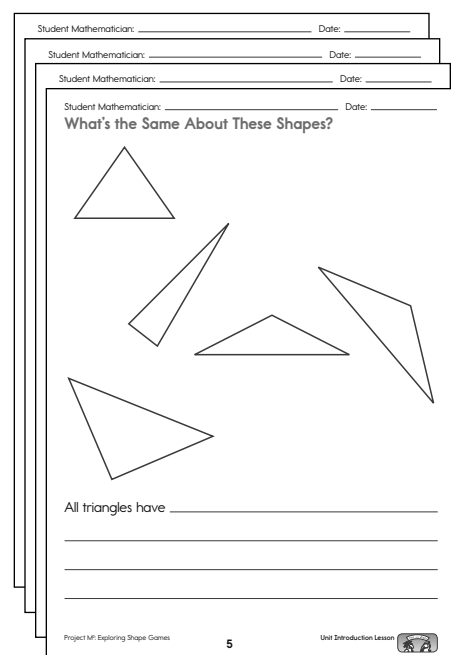 Student Mathematician: Date:
Student Mathematician: Date:
Student Mathematician: Date:
Student Mathematician: Date:
What's the Same About These Shapes?
All triangles have
Project M²: Exploring Shape Games
5
Unit Introduction Lesson